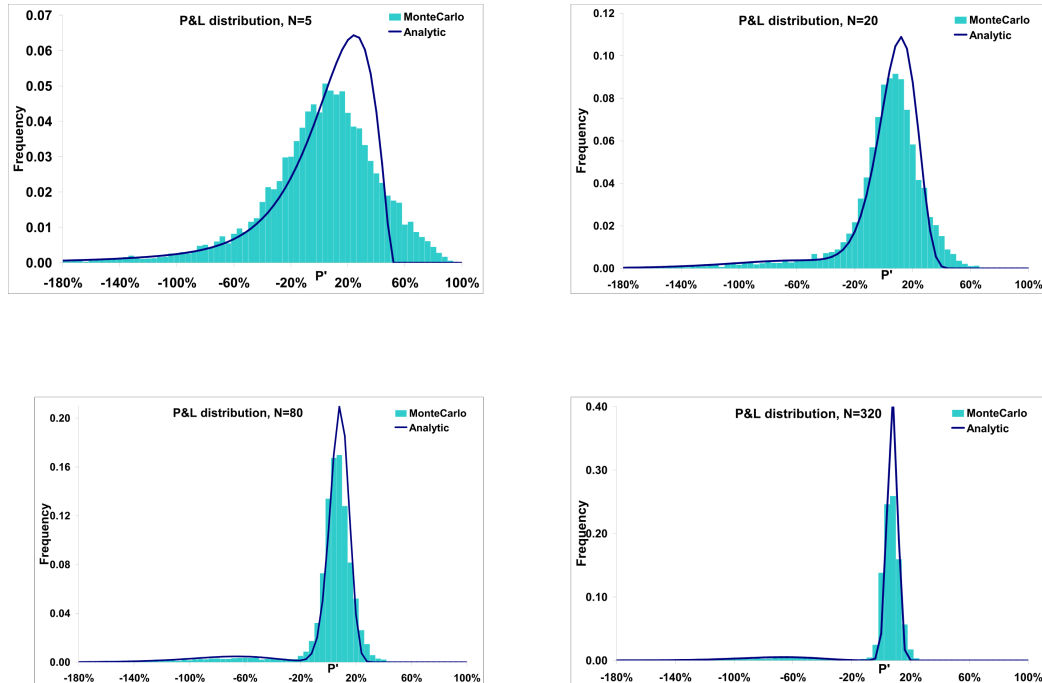 P&L distribution, N=5
MonteCarlo
Analytic
Frequency
0.07
0.06
0.05
0.04
0.03
0.02
0.01
0.00
P'
-180% -140% -100% -60% -20% 20% 60% 100%
P&L distribution, N=20
MonteCarlo
Analytic
Frequency
0.12
0.10
0.08
0.06
0.04
0.02
0.00
P'
-180% -140% -100% -60% -20% 20% 60% 100%
P&L distribution, N=80
MonteCarlo
Analytic
Frequency
0.20
0.16
0.12
0.08
0.04
0.00
P'
-180% -140% -100% -60% -20% 20% 60% 100%
P&L distribution, N=320
MonteCarlo
Analytic
Frequency
0.40
0.30
0.20
0.10
0.00
P'
-180% -140% -100% -60% -20% 20% 60% 100%